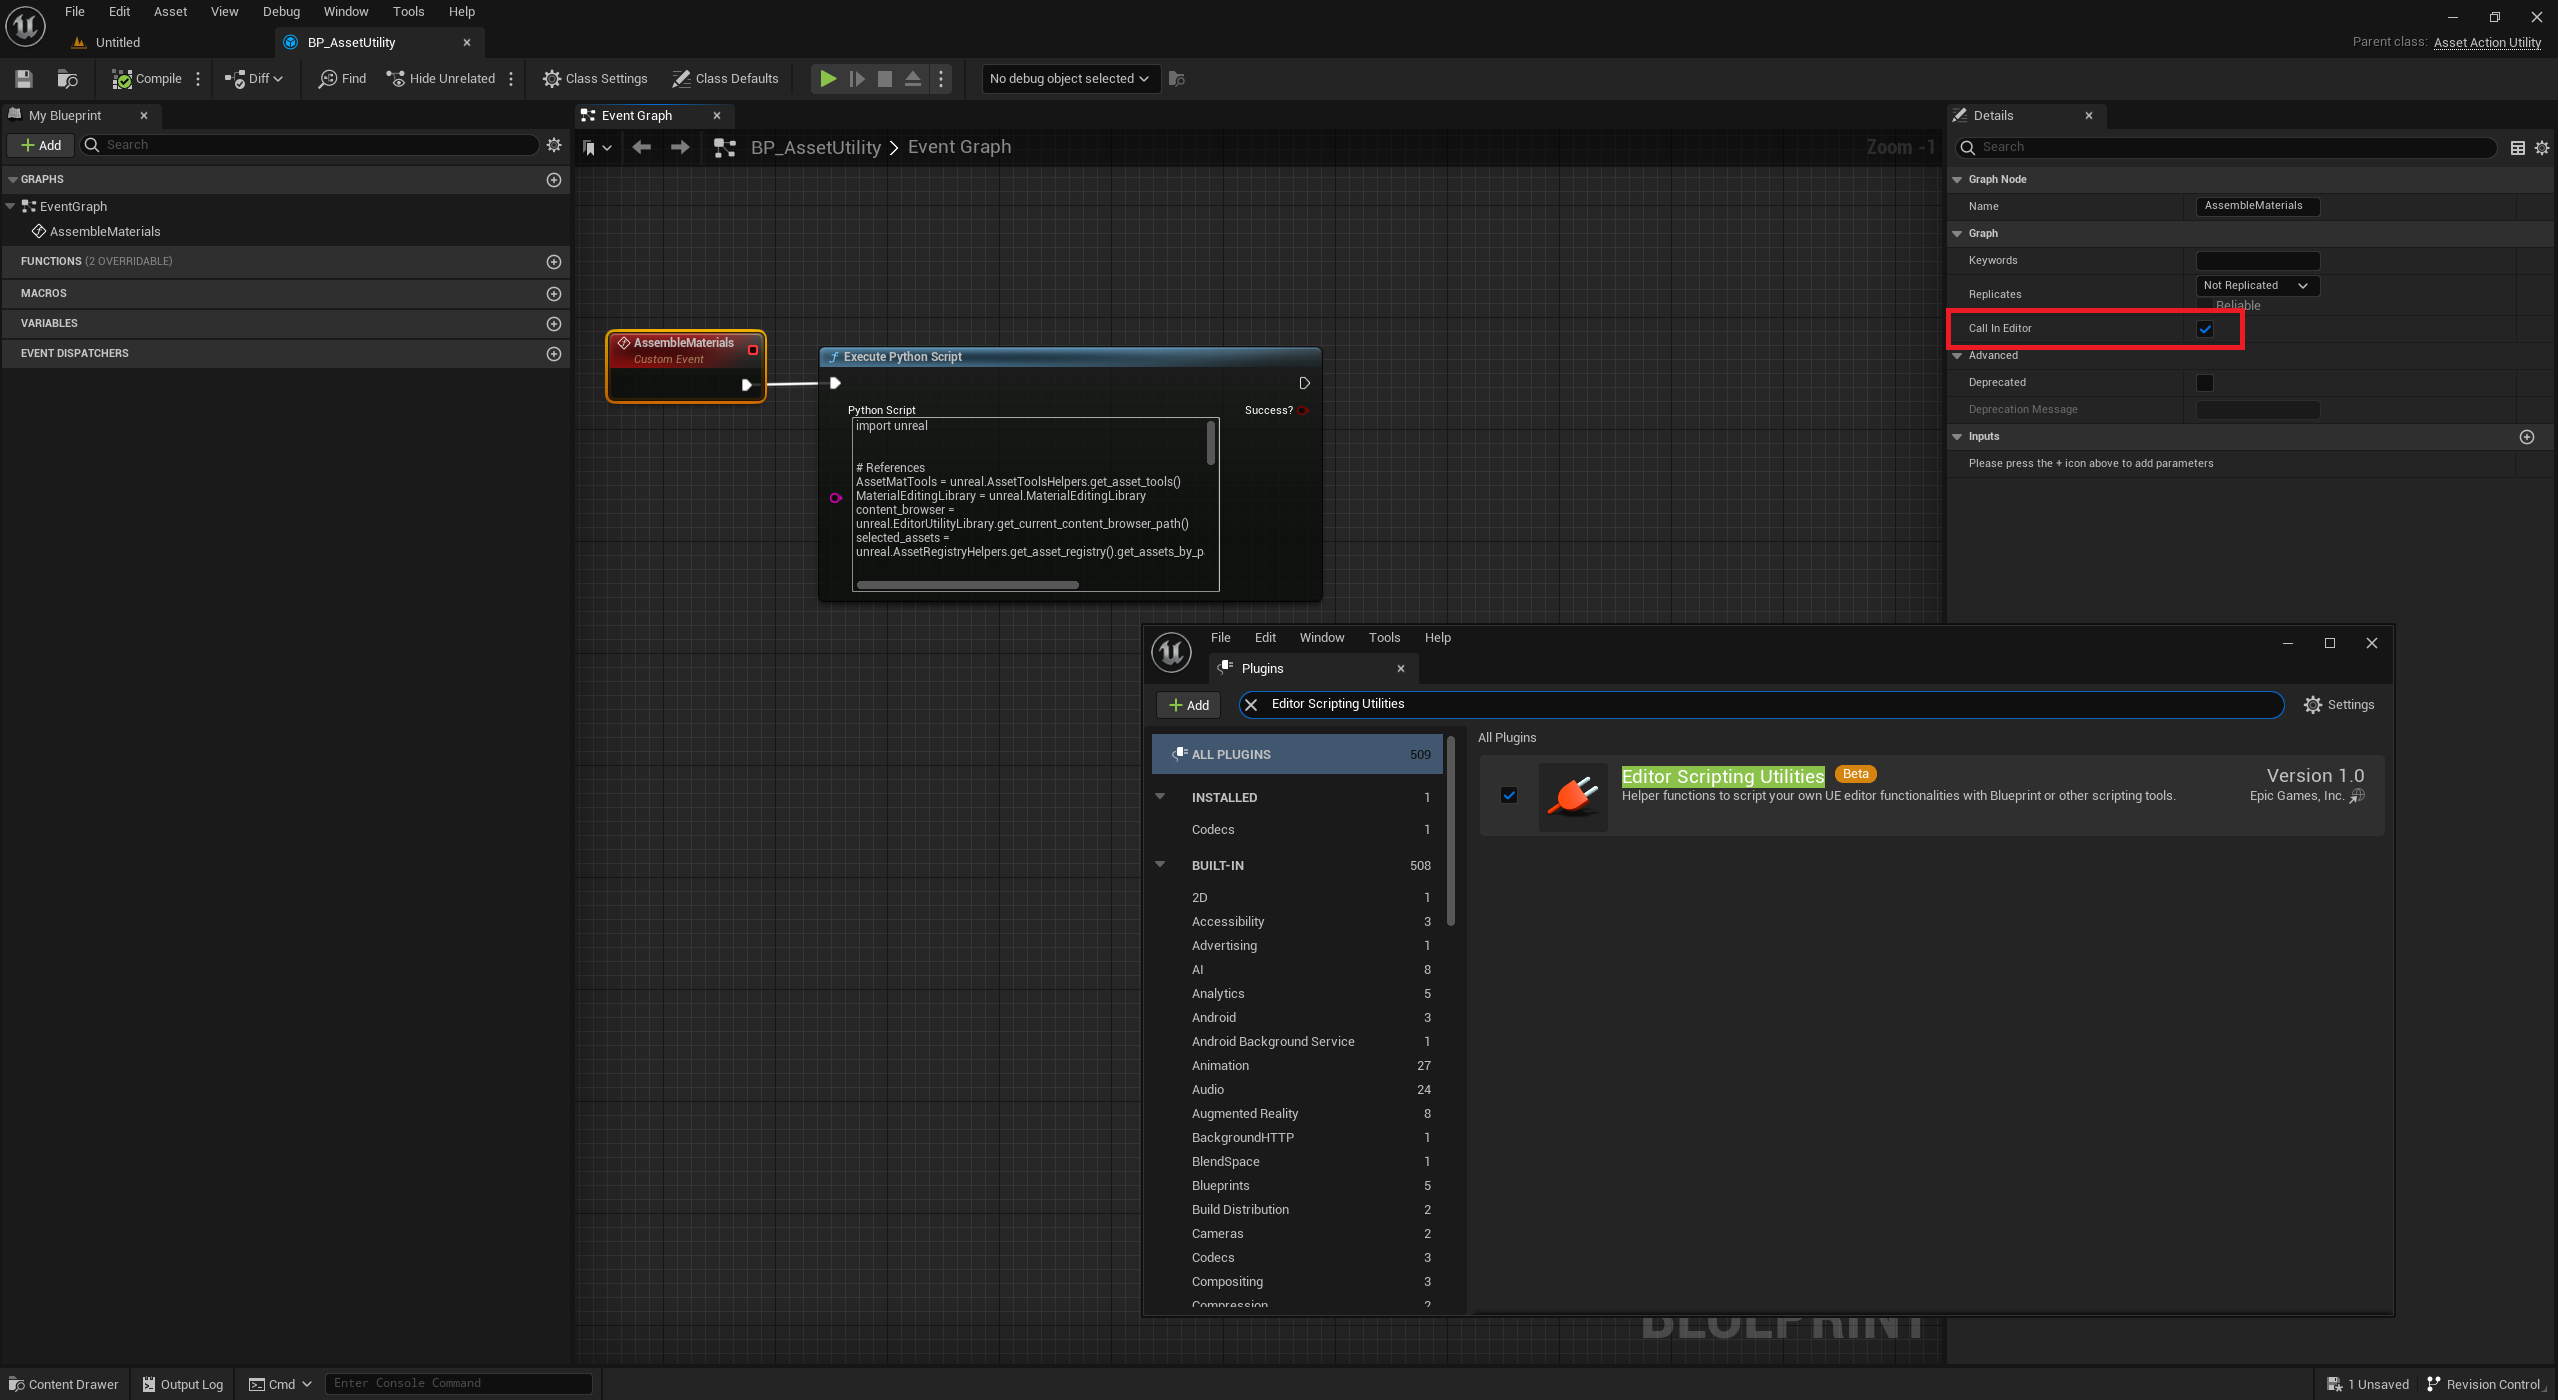 File Edit Asset View Debug Window Tools Help
Untitled
BP_AssetUtility
Parent class: Asset Action Utility
Compile
Diff
Find
Hide Unrelated
Class Settings
Class Defaults
No debug object selected
My Blueprint
Add
Search
GRAPHS
EventGraph
AssembleMaterials
FUNCTIONS (2 OVERRIDABLE)
MACROS
VARIABLES
EVENT DISPATCHERS
Event Graph
BP_AssetUtility > Event Graph
Zoom -1
AssembleMaterials
Custom Event
Execute Python Script
Python Script
Success?
import unreal
# References
AssetMatTools = unreal.AssetToolsHelpers.get_asset_tools()
MaterialEditingLibrary = unreal.MaterialEditingLibrary
content_browser =
unreal.EditorUtilityLibrary.get_current_content_browser_path()
selected_assets =
unreal.AssetRegistryHelpers.get_asset_registry().get_assets_by_p
Details
Search
Graph Node
Name AssembleMaterials
Graph
Keywords
Replicates Not Replicated
Reliable
Call In Editor
Advanced
Deprecated
Deprecation Message
Inputs
Please press the + icon above to add parameters
File Edit Window Tools Help
Plugins
Add
Editor Scripting Utilities
Settings
ALL PLUGINS 509
INSTALLED 1
Codecs 1
BUILT-IN 508
2D 1
Accessibility 3
Advertising 1
AI 8
Analytics 5
Android 3
Android Background Service 1
Animation 27
Audio 24
Augmented Reality 8
BackgroundHTTP 1
BlendSpace 1
Blueprints 5
Build Distribution 2
Cameras 2
Codecs 3
Compositing 3
Compression 2
All Plugins
Editor Scripting Utilities Beta
Version 1.0
Helper functions to script your own UE editor functionalities with Blueprint or other scripting tools.
Epic Games, Inc.
BLUEPRINT
Content Drawer
Output Log
Cmd
Enter Console Command
1 Unsaved
Revision Control